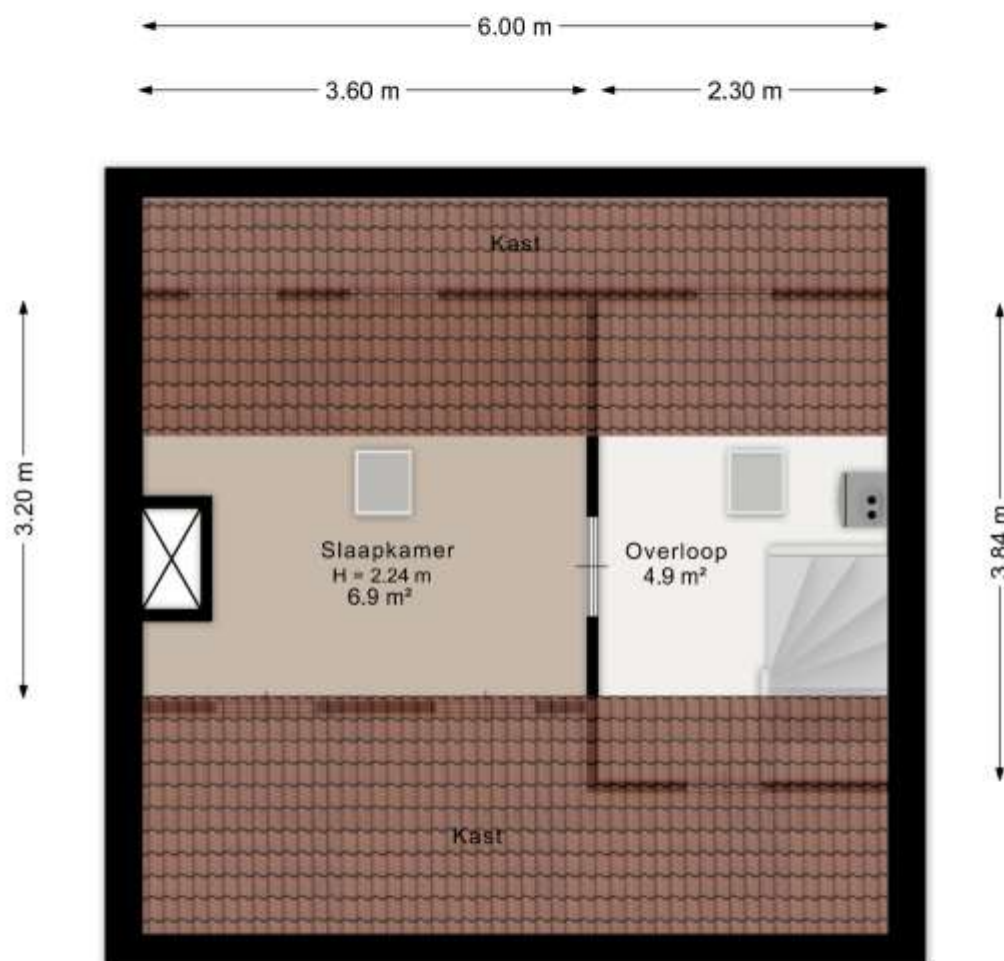 6.00 m
3.60 m
2.30 m
Kast
3.20 m
Slaapkamer
H = 2.24 m
6.9 m²
Overloop
4.9 m²
3.84 m
Kast